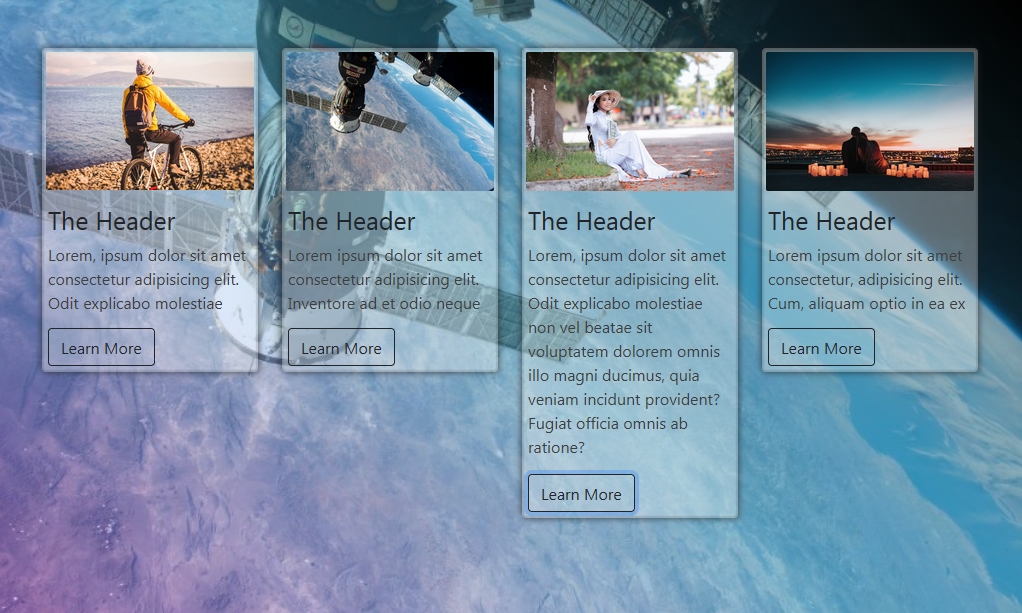 The Header
Lorem, ipsum dolor sit amet
consectetur adipisicing elit.
Odit explicabo molestiae
Learn More
The Header
Lorem ipsum dolor sit amet
consectetur adipisicing elit.
Inventore ad et odio neque
Learn More
The Header
Lorem, ipsum dolor sit amet
consectetur adipisicing elit.
Odit explicabo molestiae
non vel beatae sit
voluptatem dolorem omnis
illo magni ducimus, quia
veniam incidunt provident?
Fugiat officia omnis ab
ratione?
Learn More
The Header
Lorem ipsum dolor sit amet
consectetur, adipisicing elit.
Cum, aliquam optio in ea ex
Learn More